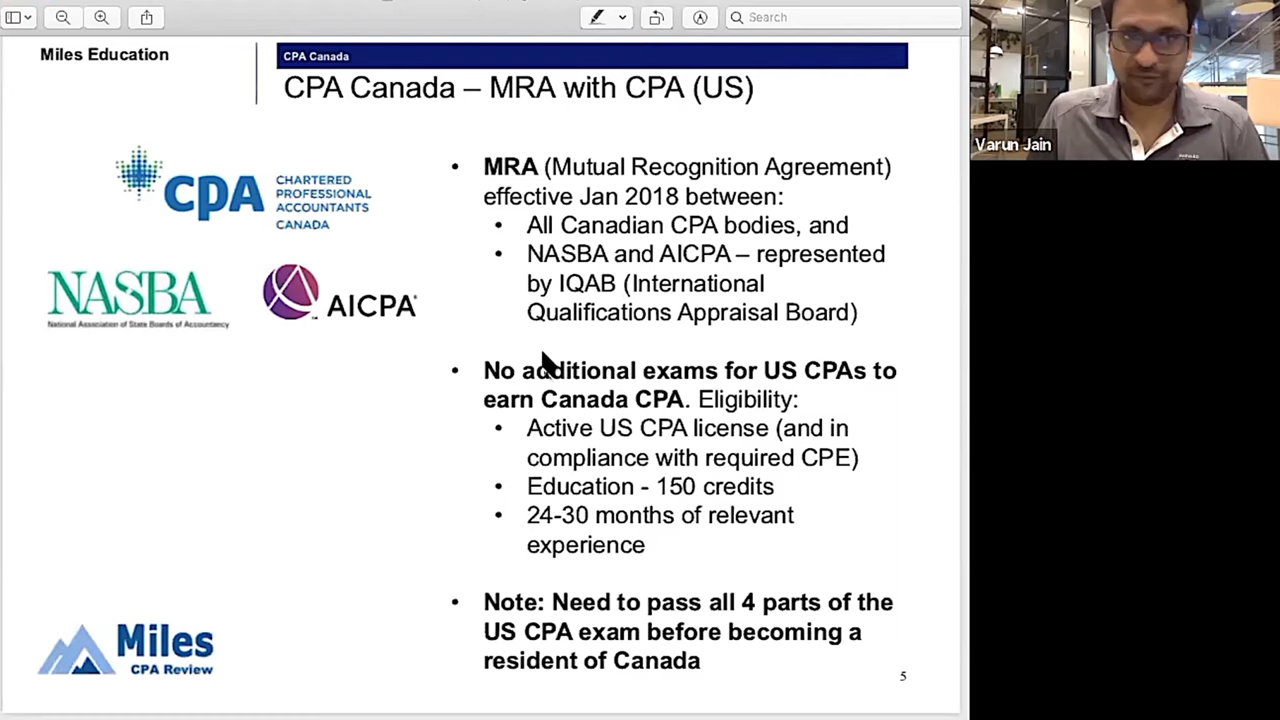 Search
Miles Education
CPA Canada
CPA Canada – MRA with CPA (US)
Varun Jain
CPA
CHARTERED
PROFESSIONAL
ACCOUNTANTS
CANADA
NASBA
National Association of State Boards of Accountancy
AICPA
• MRA (Mutual Recognition Agreement)
effective Jan 2018 between:
• All Canadian CPA bodies, and
• NASBA and AICPA – represented
by IQAB (International
Qualifications Appraisal Board)
• No additional exams for US CPAs to
earn Canada CPA. Eligibility:
• Active US CPA license (and in
compliance with required CPE)
• Education - 150 credits
• 24-30 months of relevant
experience
• Note: Need to pass all 4 parts of the
US CPA exam before becoming a
resident of Canada
Miles
CPA Review
5